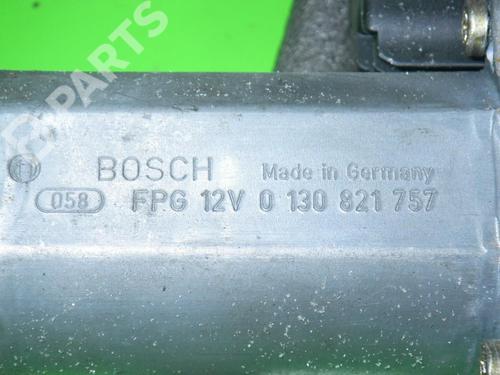 B-PARTS
BOSCH Made in Germany
058 FPG 12V 0 130 821 757